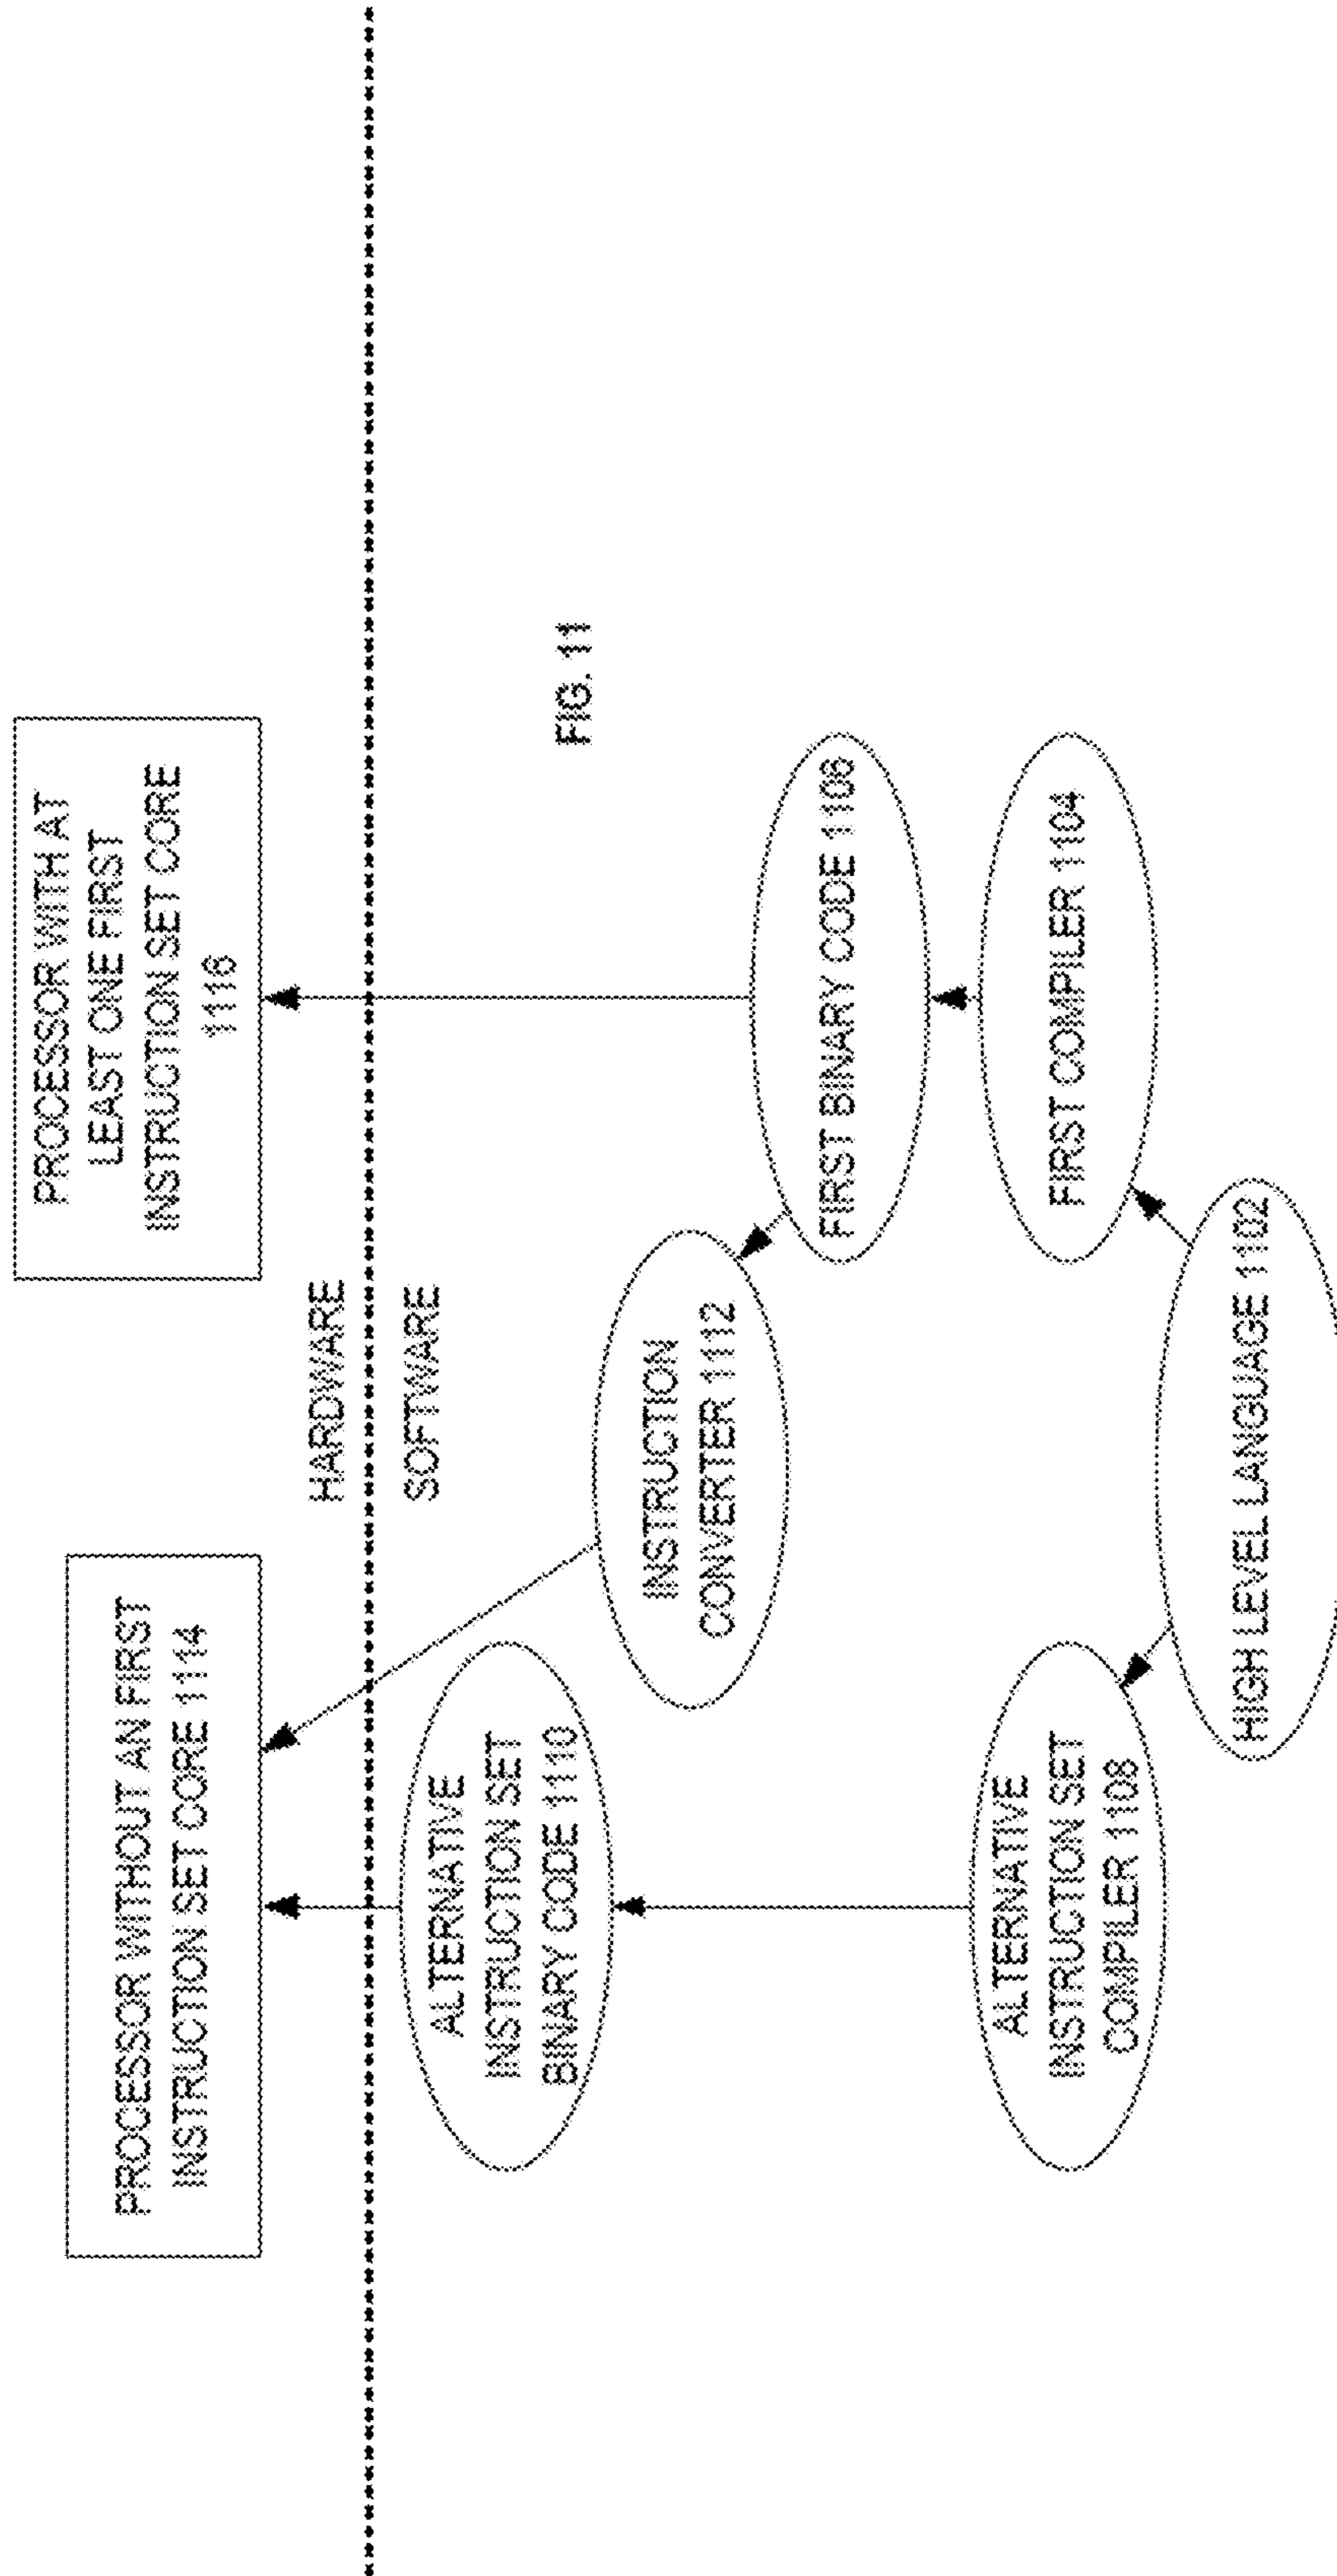 PROCESSOR WITHOUT AN FIRST
INSTRUCTION SET CORE 1114
PROCESSOR WITH AT
LEAST ONE FIRST
INSTRUCTION SET CORE
1116
HARDWARE
SOFTWARE
ALTERNATIVE
INSTRUCTION SET
BINARY CODE 1110
INSTRUCTION
CONVERTER 1112
FIG. 11
FIRST BINARY CODE 1106
ALTERNATIVE
INSTRUCTION SET
COMPILER 1108
FIRST COMPILER 1104
HIGH LEVEL LANGUAGE 1102